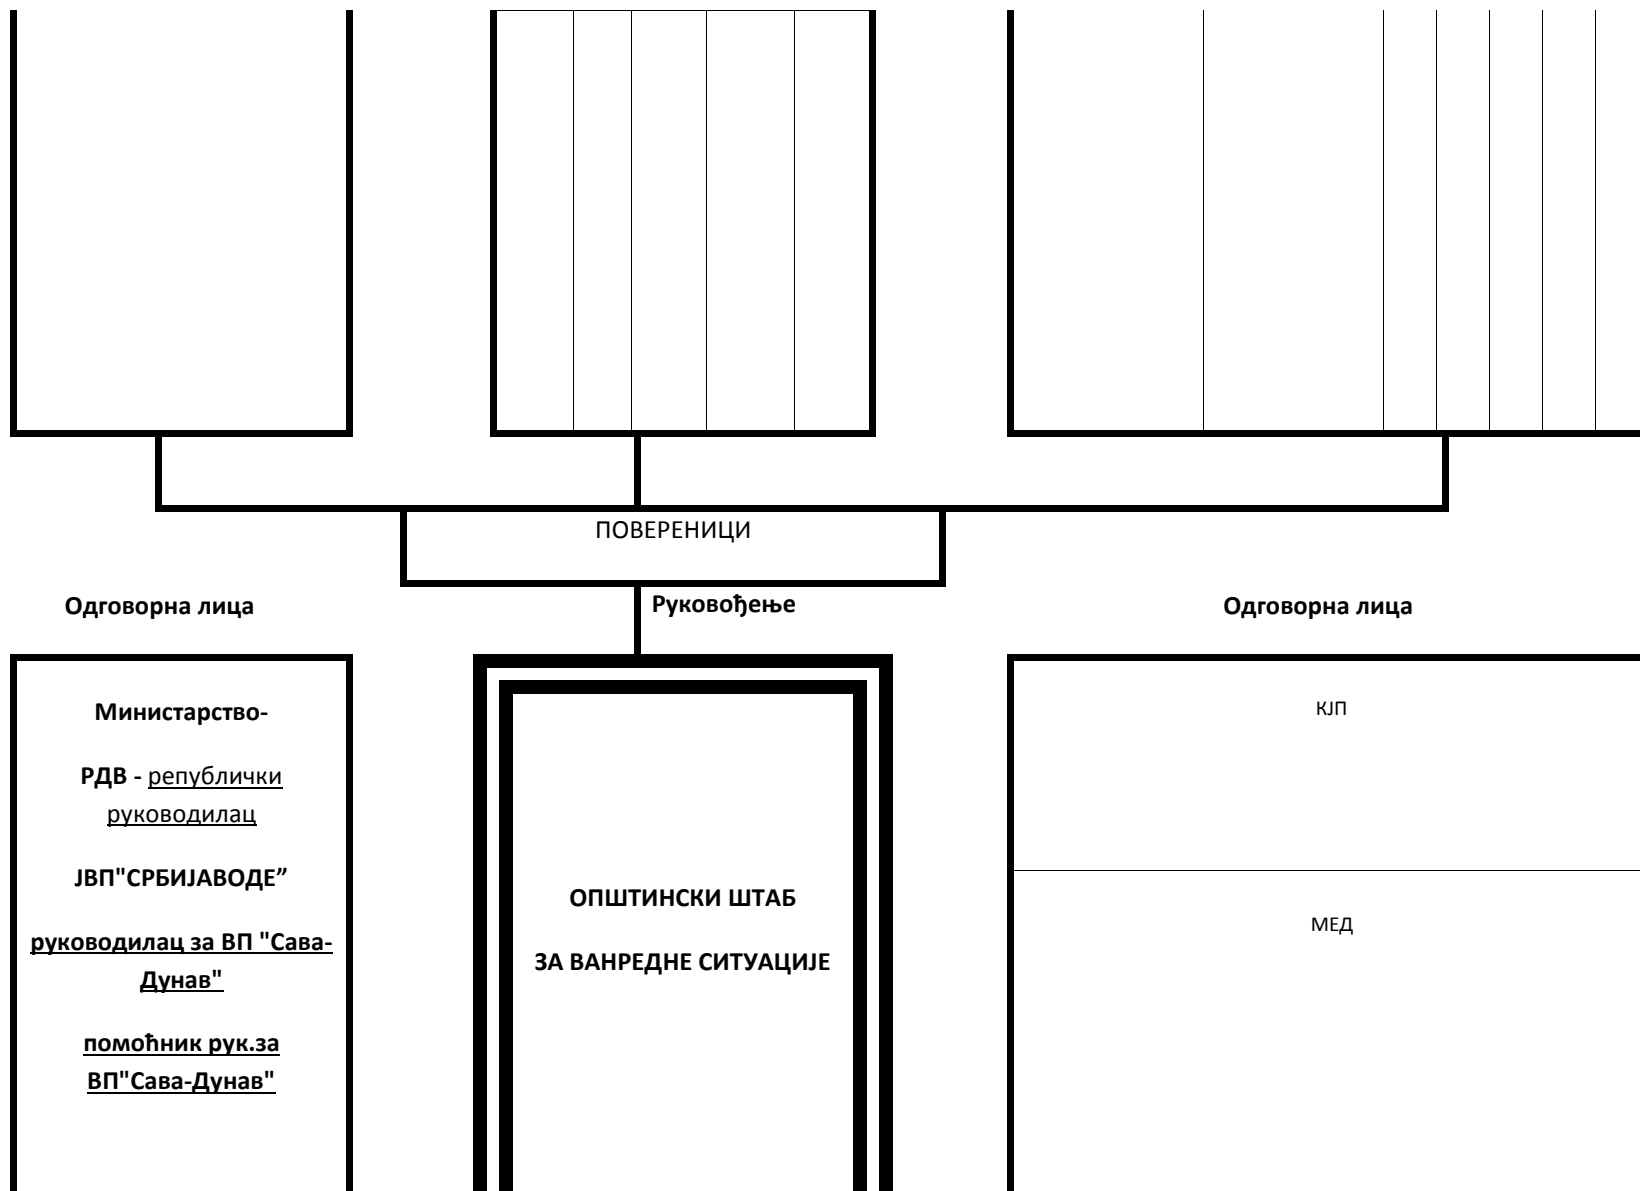 ПОВЕРЕНИЦИ
Одговорна лица
Руковођење
Одговорна лица
Министарство-
РДВ - републички
руководилац
ЈВП"СРБИЈАВОДЕ”
руководилац за ВП "Сава-
Дунав"
помоћник рук.за
ВП"Сава-Дунав"
ОПШТИНСКИ ШТАБ
ЗА ВАНРЕДНЕ СИТУАЦИЈЕ
КЈП
МЕД